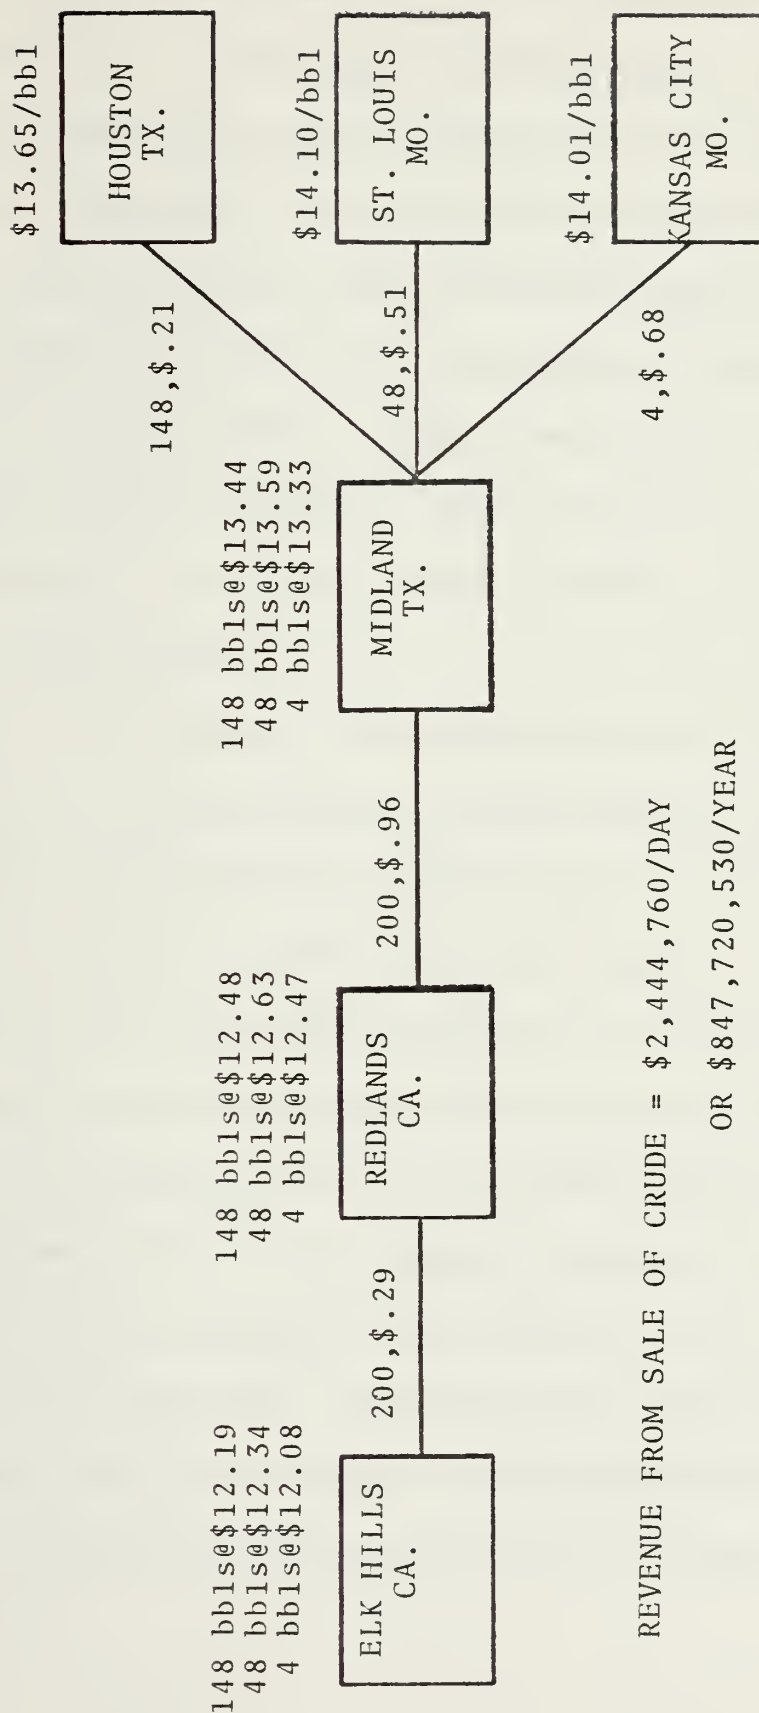 148 bbls@$12.19
48 bbls@$12.34
4 bbls@$12.08
ELK HILLS
CA.
200,$.29
148 bbls@$12.48
48 bbls@$12.63
4 bbls@$12.47
REDLANDS
CA.
200,$.96
148 bbls@$13.44
48 bbls@$13.59
4 bbls@$13.33
MIDLAND
TX.
148,$.21
48,$.51
4,$.68
$13.65/bbl
HOUSTON
TX.
$14.10/bbl
ST. LOUIS
MO.
$14.01/bbl
KANSAS CITY
MO.
REVENUE FROM SALE OF CRUDE = $2,444,760/DAY
OR $847,720,530/YEAR